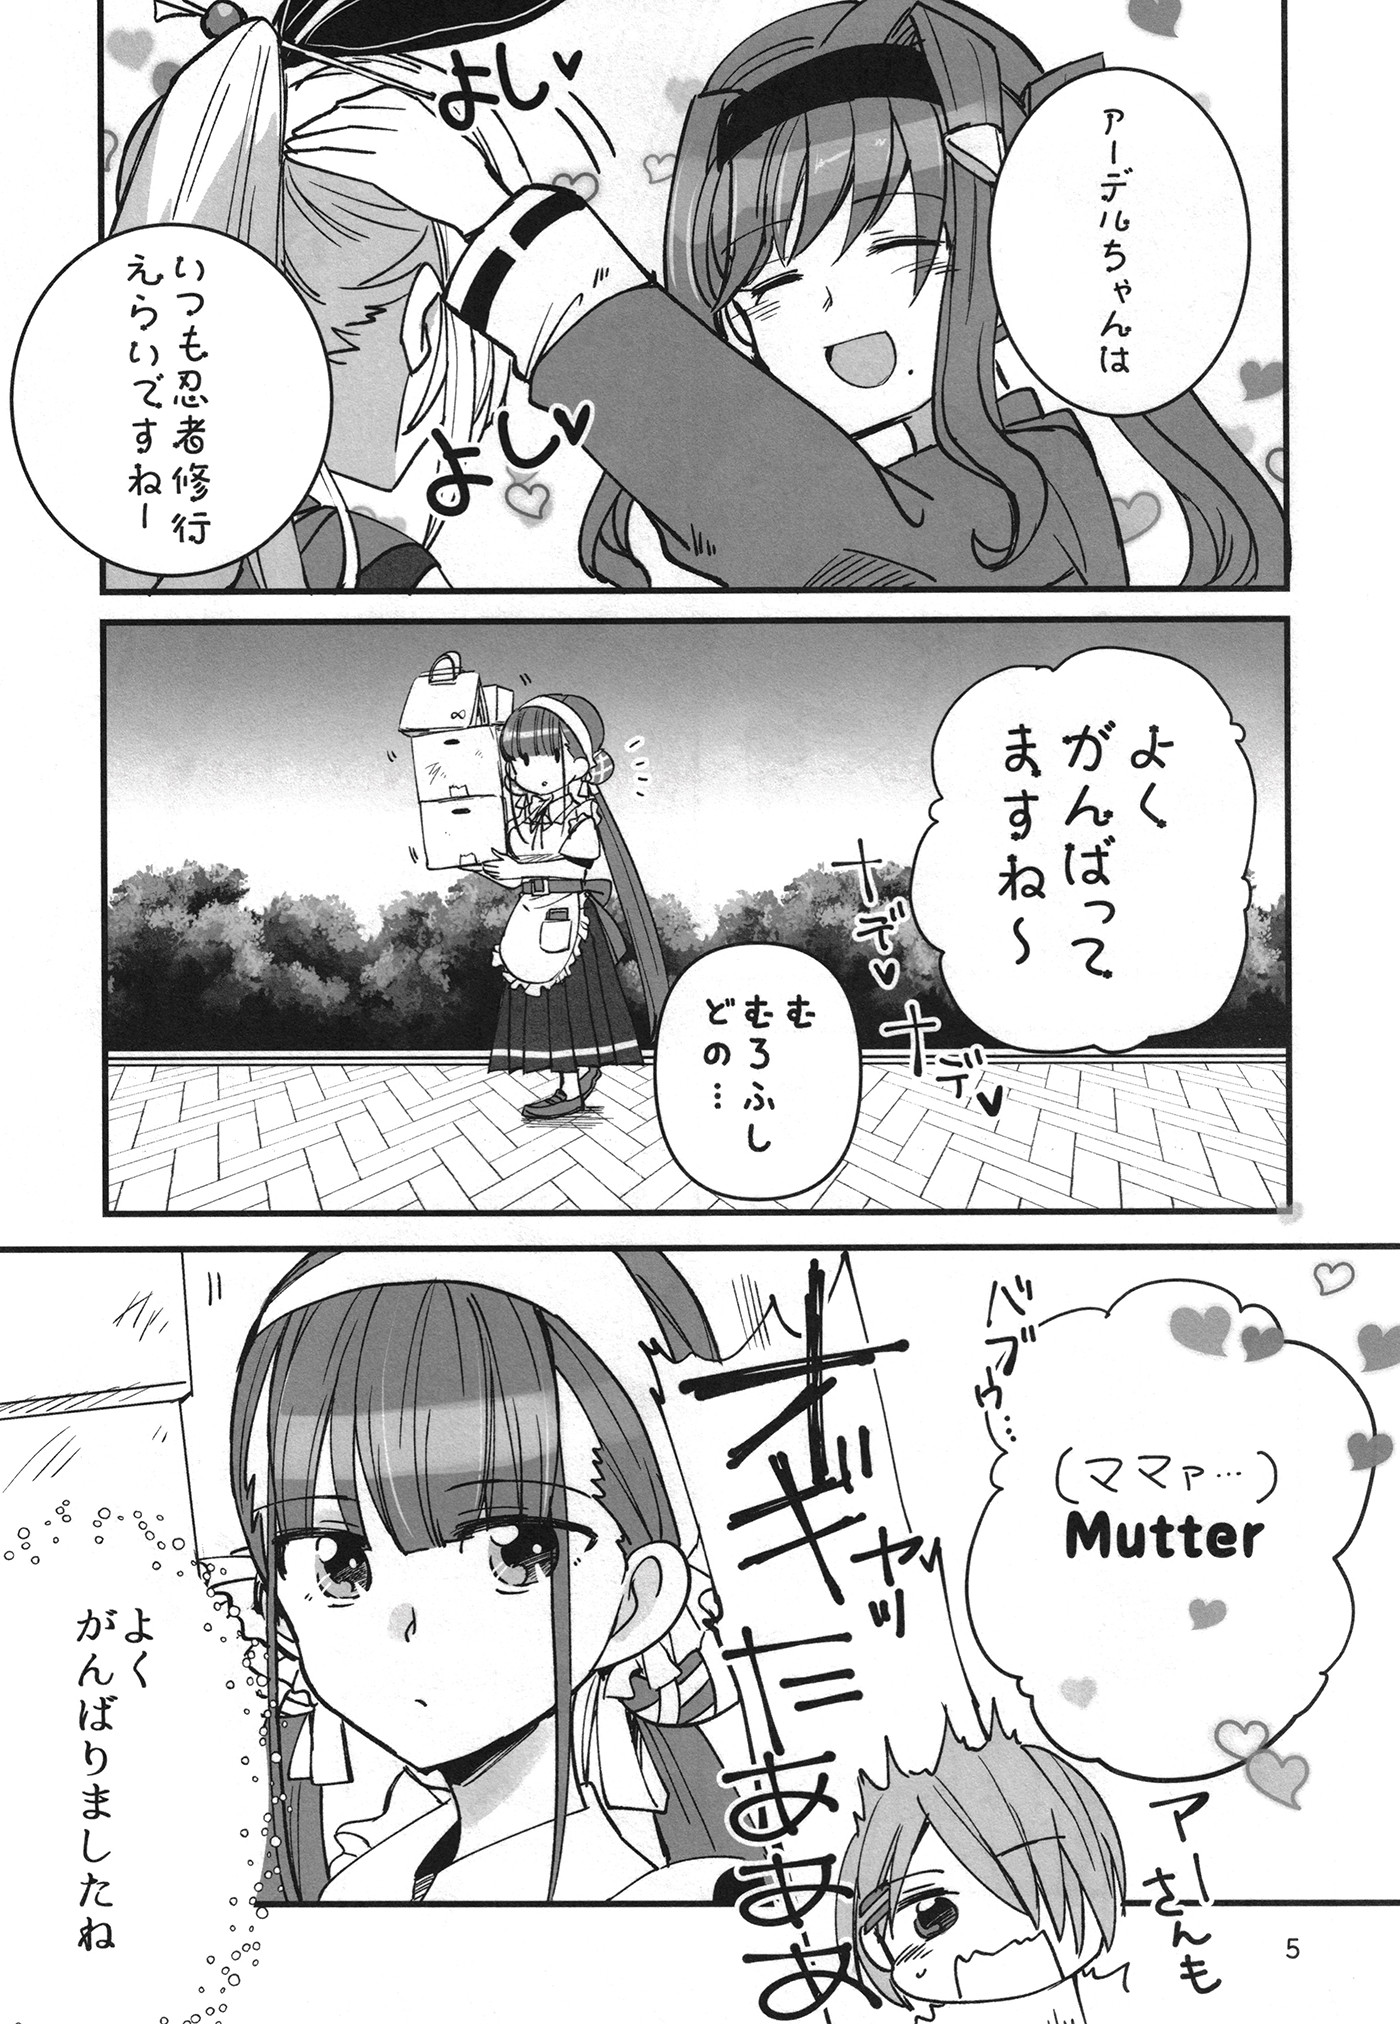 アーデルちゃんは
よし♥
よし♥
いつも忍者修行
えらいですねー
よく
がんばって
ますね～
ナデ♥
ナデ♥
む
むろふし
どの…
バブゥ…
(ママァ…)
Mutter
オギャァッ
たあああ
アーさんも
よく
がんばりましたね
5